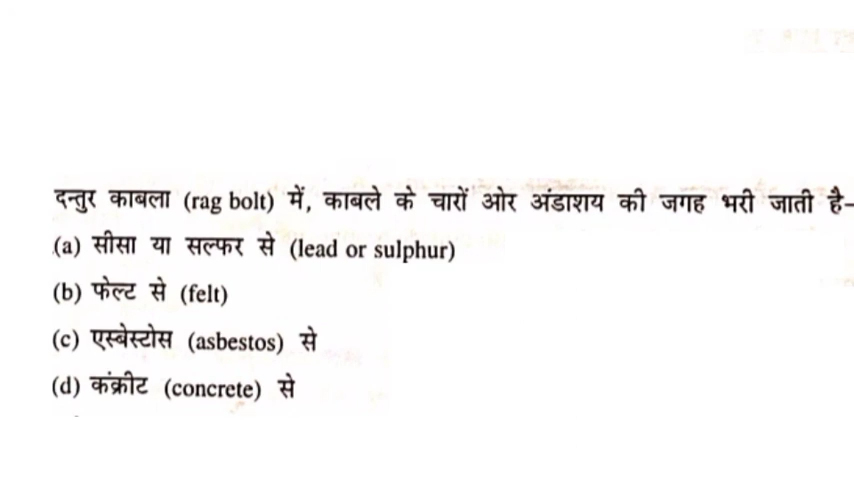 दन्तुर काबला (rag bolt) में, काबले के चारों ओर अंडाशय की जगह भरी जाती है-
(a) सीसा या सल्फर से (lead or sulphur)
(b) फेल्ट से (felt)
(c) एस्बेस्टोस (asbestos) से
(d) कंक्रीट (concrete) से